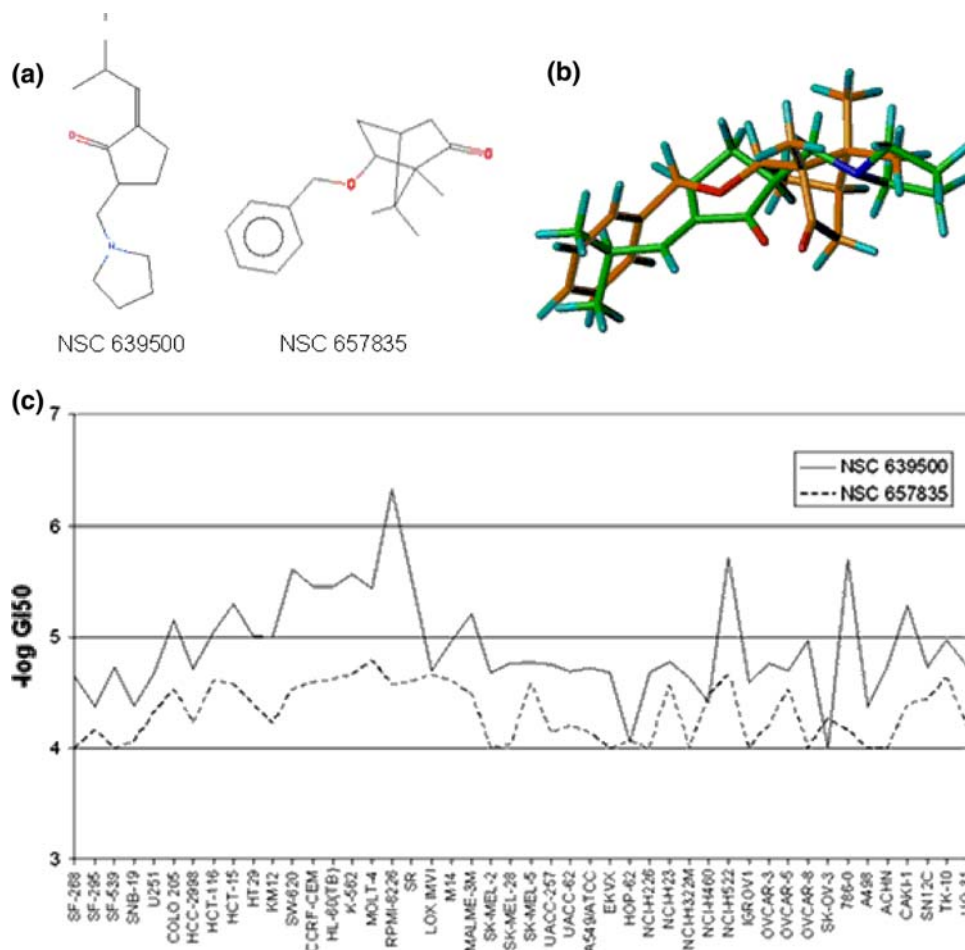 (a)
(b)
O
N
O
O
NSC 639500
NSC 657835
(c)
7
6
5
4
3
-log GI50
NSC 639500
NSC 657835
SF-268
SF-295
SF-539
SNB-19
U251
COLO 205
HCC-2998
HCT-116
HCT-15
HT29
KM12
SW-620
CCRF-CEM
HL-60(TB)
K-562
MOLT-4
RPMI-8226
SR
LOX IMVI
M14
MALME-3M
SK-MEL-2
SK-MEL-28
SK-MEL-5
UACC-257
UACC-62
A549/ATCC
EKVX
HOP-62
NCI-H226
NCI-H23
NCI-H322M
NCI-H460
NCI-H522
IGROV1
OVCAR-3
OVCAR-5
OVCAR-8
SK-OV-3
786-0
A498
ACHN
CAKI-1
SN12C
TK-10
UO-31